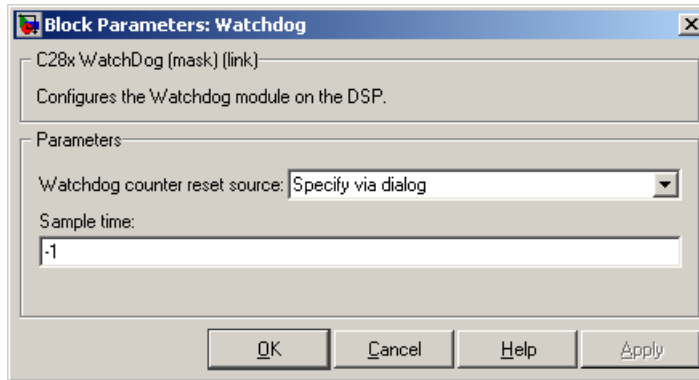 Block Parameters: Watchdog
C28x WatchDog (mask) (link)
Configures the Watchdog module on the DSP.
Parameters
Watchdog counter reset source: Specify via dialog
Sample time:
-1
OK Cancel Help Apply